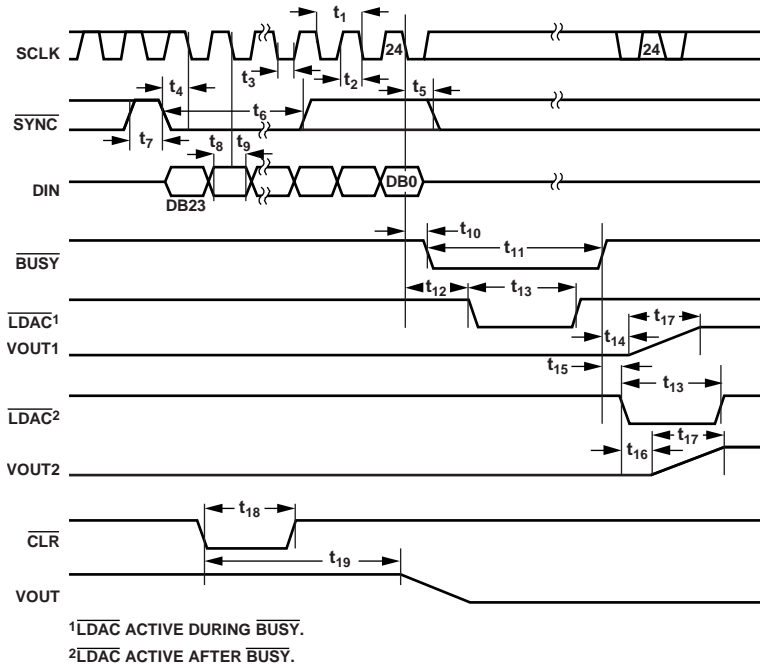 t1
SCLK
24
24
t3
t2
t4
t6
t5
SYNC
t7
t8
t9
DIN
DB23
DB0
t10
t11
BUSY
t12
t13
LDAC1
t17
t14
VOUT1
t15
t13
LDAC2
t17
t16
VOUT2
t18
CLR
t19
VOUT
1LDAC ACTIVE DURING BUSY.
2LDAC ACTIVE AFTER BUSY.